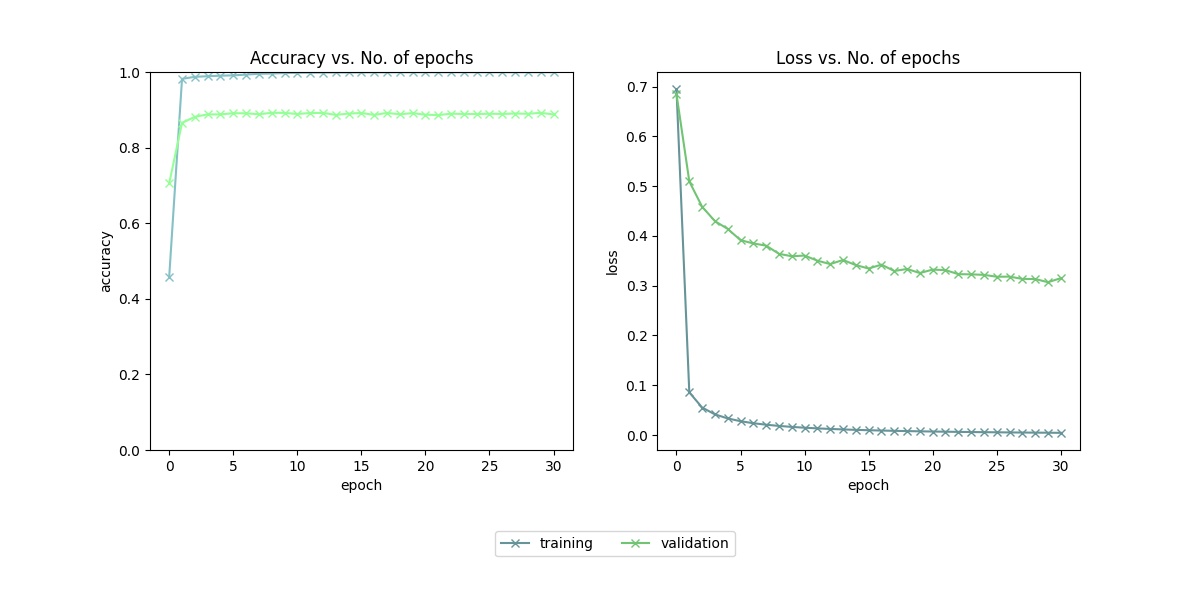 Accuracy vs. No. of epochs
1.0
0.8
0.6
0.4
0.2
0.0
accuracy
0 5 10 15 20 25 30
epoch
Loss vs. No. of epochs
0.7
0.6
0.5
0.4
0.3
0.2
0.1
0.0
loss
0 5 10 15 20 25 30
epoch
training validation